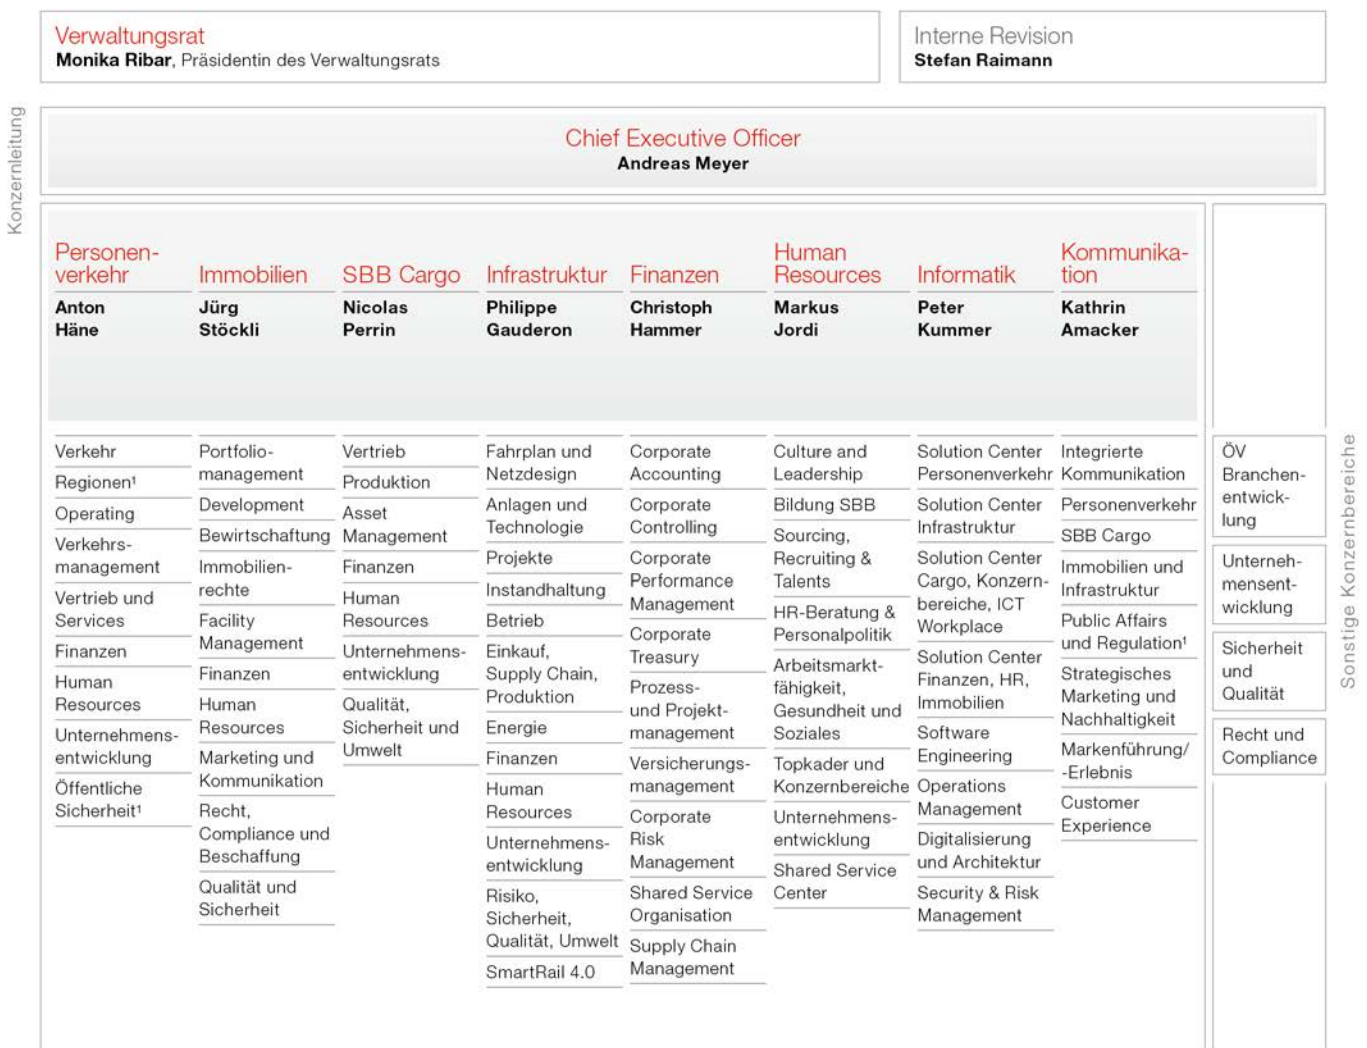 Verwaltungsrat
Monika Ribar, Präsidentin des Verwaltungsrats
Interne Revision
Stefan Raimann
Konzernleitung
Chief Executive Officer
Andreas Meyer
Personen-
verkehr
Anton
Häne
Verkehr
Regionen¹
Operating
Verkehrs-
management
Vertrieb und
Services
Finanzen
Human
Resources
Unternehmens-
entwicklung
Öffentliche
Sicherheit¹
Immobilien
Jürg
Stöckli
Portfolio-
management
Development
Bewirtschaftung
Immobilien-
rechte
Facility
Management
Finanzen
Human
Resources
Marketing und
Kommunikation
Recht,
Compliance und
Beschaffung
Qualität und
Sicherheit
SBB Cargo
Nicolas
Perrin
Vertrieb
Produktion
Asset
Management
Finanzen
Human
Resources
Unternehmens-
entwicklung
Qualität,
Sicherheit und
Umwelt
Infrastruktur
Philippe
Gauderon
Fahrplan und
Netzdesign
Anlagen und
Technologie
Projekte
Instandhaltung
Betrieb
Einkauf,
Supply Chain,
Produktion
Energie
Finanzen
Human
Resources
Unternehmens-
entwicklung
Risiko,
Sicherheit,
Qualität, Umwelt
SmartRail 4.0
Finanzen
Christoph
Hammer
Corporate
Accounting
Corporate
Controlling
Corporate
Performance
Management
Corporate
Treasury
Prozess-
und Projekt-
management
Versicherungs-
management
Corporate
Risk
Management
Shared Service
Organisation
Supply Chain
Management
Human
Resources
Markus
Jordi
Culture and
Leadership
Bildung SBB
Sourcing,
Recruiting &
Talents
HR-Beratung &
Personalpolitik
Arbeitsmarkt-
fähigkeit,
Gesundheit und
Soziales
Topkader und
Konzernbereiche
Unternehmens-
entwicklung
Shared Service
Center
Informatik
Peter
Kummer
Solution Center
Personenverkehr
Solution Center
Infrastruktur
Solution Center
Cargo, Konzern-
bereiche, ICT
Workplace
Solution Center
Finanzen, HR,
Immobilien
Software
Engineering
Operations
Management
Digitalisierung
und Architektur
Security & Risk
Management
Kommunika-
tion
Kathrin
Amacker
Integrierte
Kommunikation
Personenverkehr
SBB Cargo
Immobilien und
Infrastruktur
Public Affairs
und Regulation¹
Strategisches
Marketing und
Nachhaltigkeit
Markenführung/
-Erlebnis
Customer
Experience
ÖV
Branchen-
entwick-
lung
Unterneh-
mensent-
wicklung
Sicherheit
und
Qualität
Recht und
Compliance
Sonstige Konzernbereiche